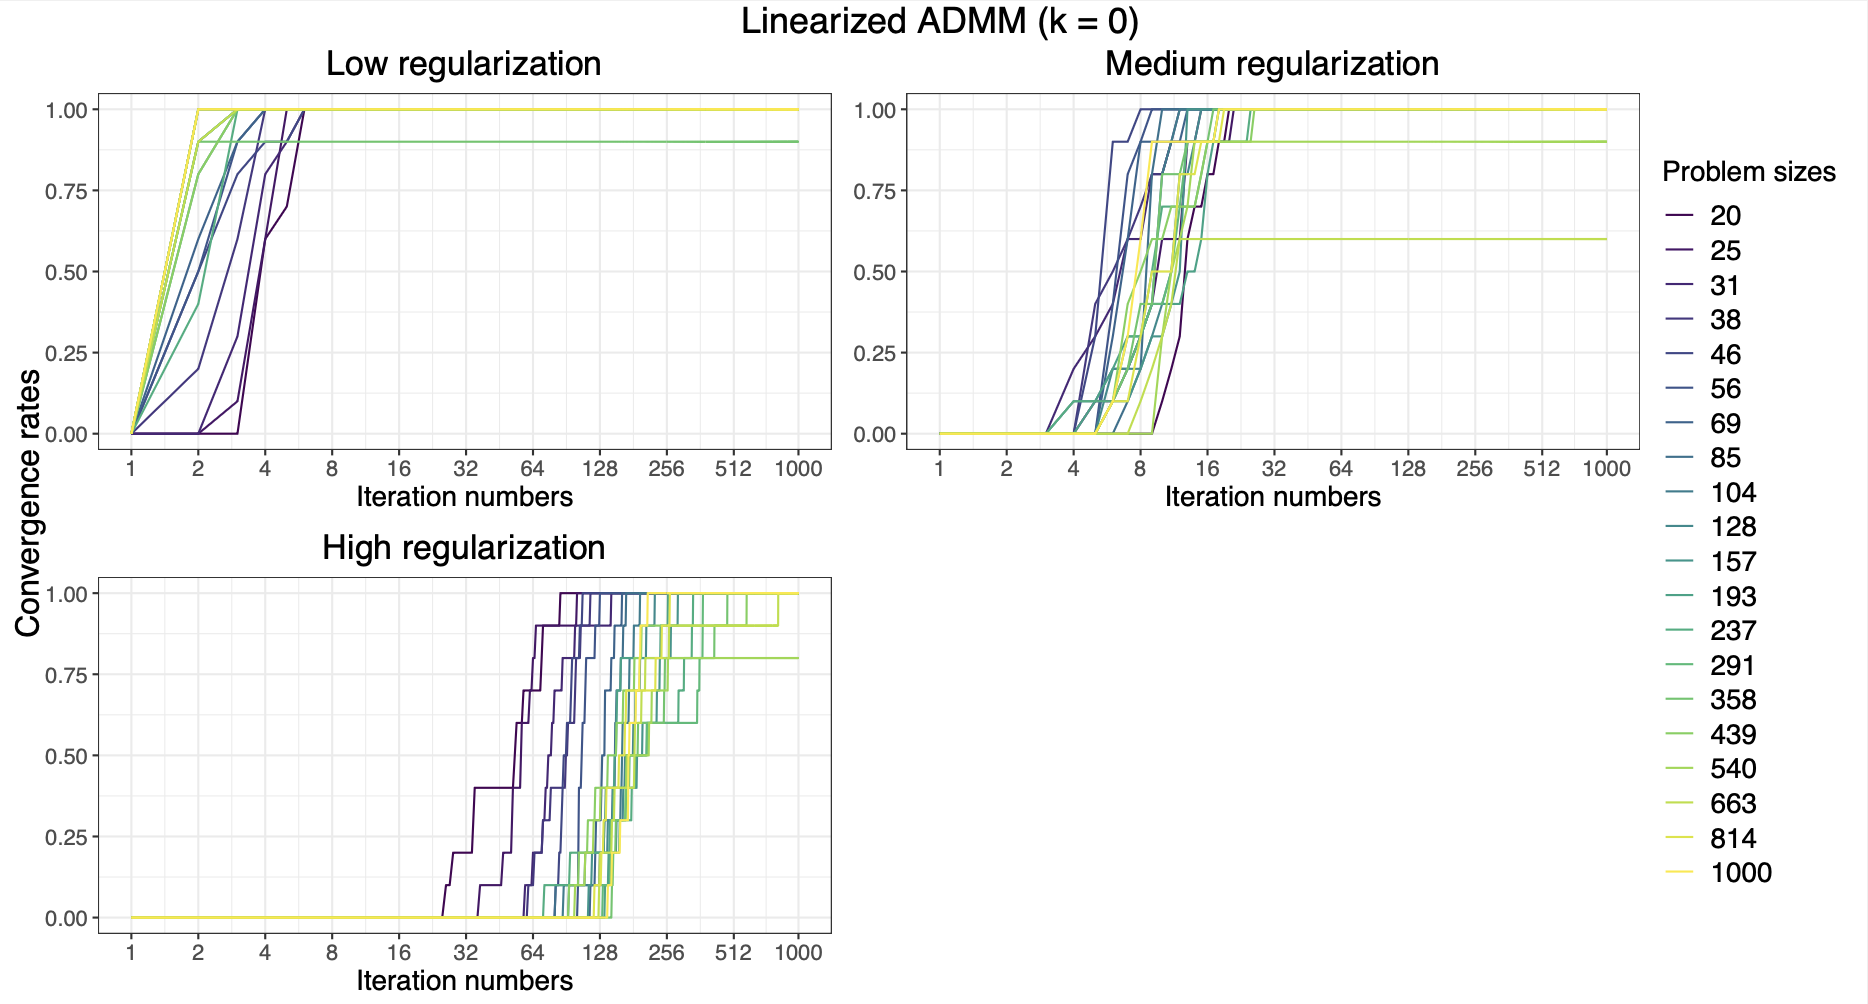 Linearized ADMM (k = 0)
Low regularization
1.00
0.75
0.50
0.25
0.00
1 2 4 8 16 32 64 128 256 512 1000
Iteration numbers
Medium regularization
1.00
0.75
0.50
0.25
0.00
1 2 4 8 16 32 64 128 256 512 1000
Iteration numbers
Convergence rates
High regularization
1.00
0.75
0.50
0.25
0.00
1 2 4 8 16 32 64 128 256 512 1000
Iteration numbers
Problem sizes
20
25
31
38
46
56
69
85
104
128
157
193
237
291
358
439
540
663
814
1000